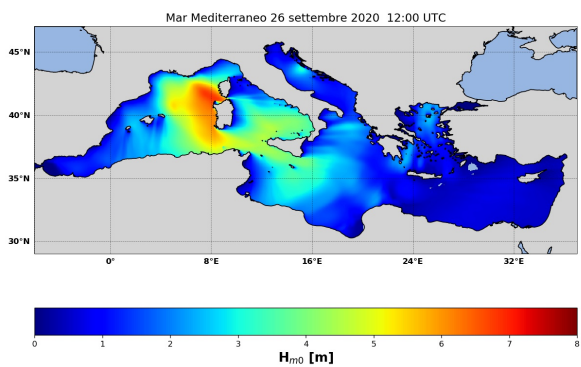 Mar Mediterraneo 26 settembre 2020 12:00 UTC
45°N
40°N
35°N
30°N
0° 8°E 16°E 24°E 32°E
0 1 2 3 4 5 6 7 8
Hm0 [m]